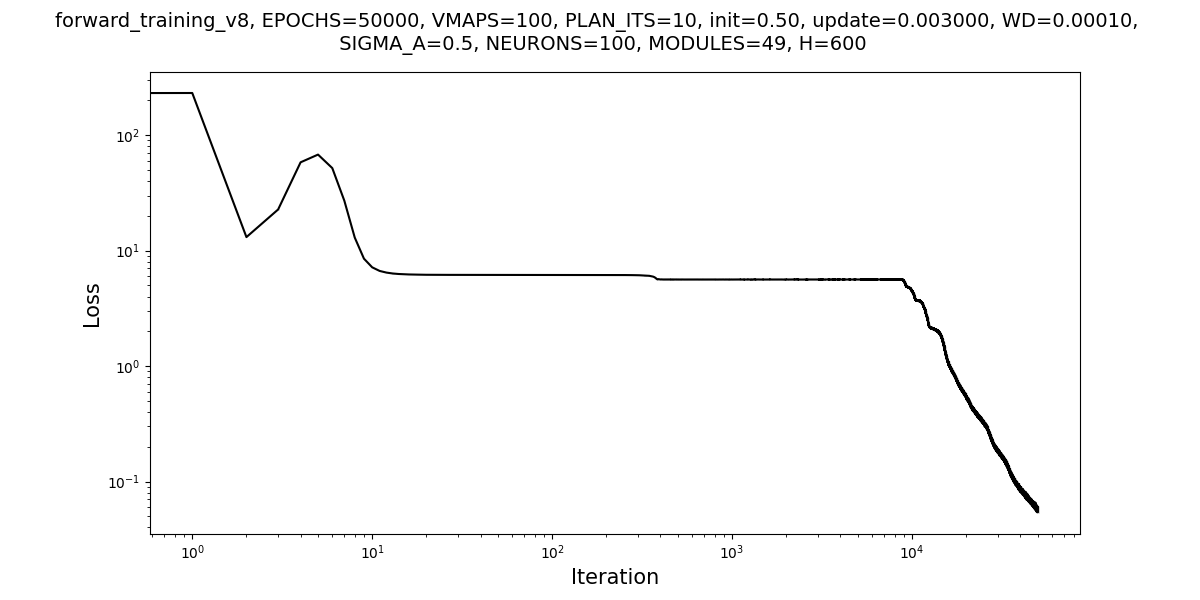 forward_training_v8, EPOCHS=50000, VMAPS=100, PLAN_ITS=10, init=0.50, update=0.003000, WD=0.00010,
SIGMA_A=0.5, NEURONS=100, MODULES=49, H=600
10²
10¹
10⁰
10⁻¹
Loss
10⁰ 10¹ 10² 10³ 10⁴
Iteration